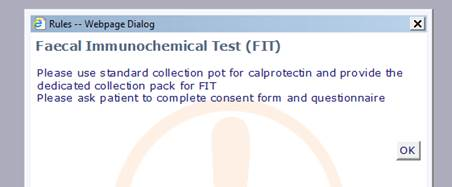 Rules -- Webpage Dialog
Faecal Immunochemical Test (FIT)
Please use standard collection pot for calprotectin and provide the
dedicated collection pack for FIT
Please ask patient to complete consent form and questionnaire
OK